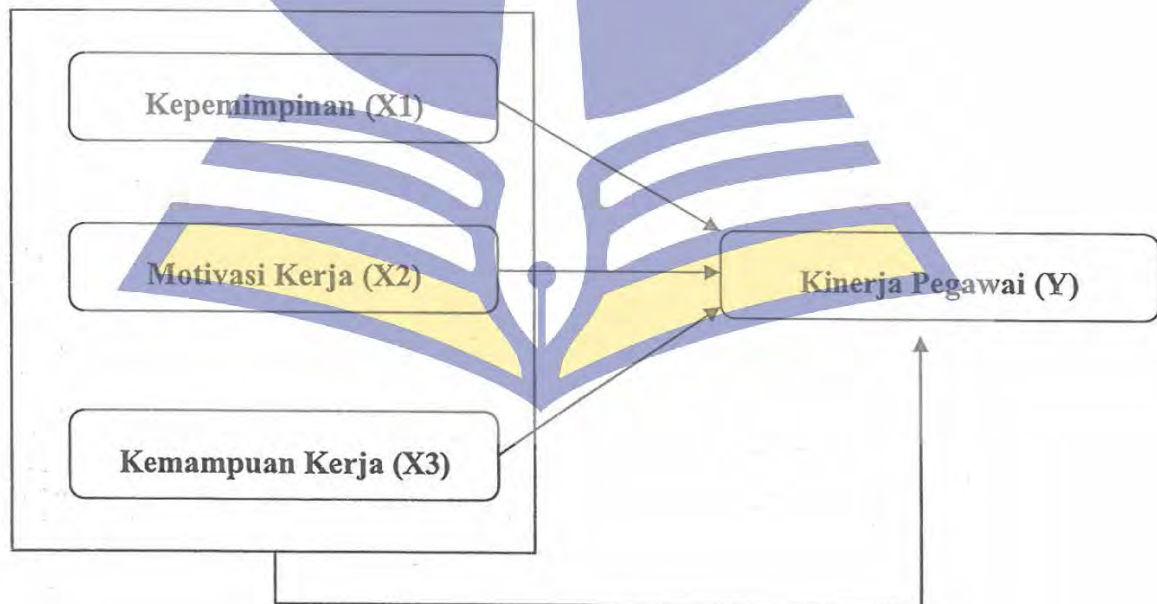 Kepemimpinan (X1)
Motivasi Kerja (X2)
Kinerja Pegawai (Y)
Kemampuan Kerja (X3)